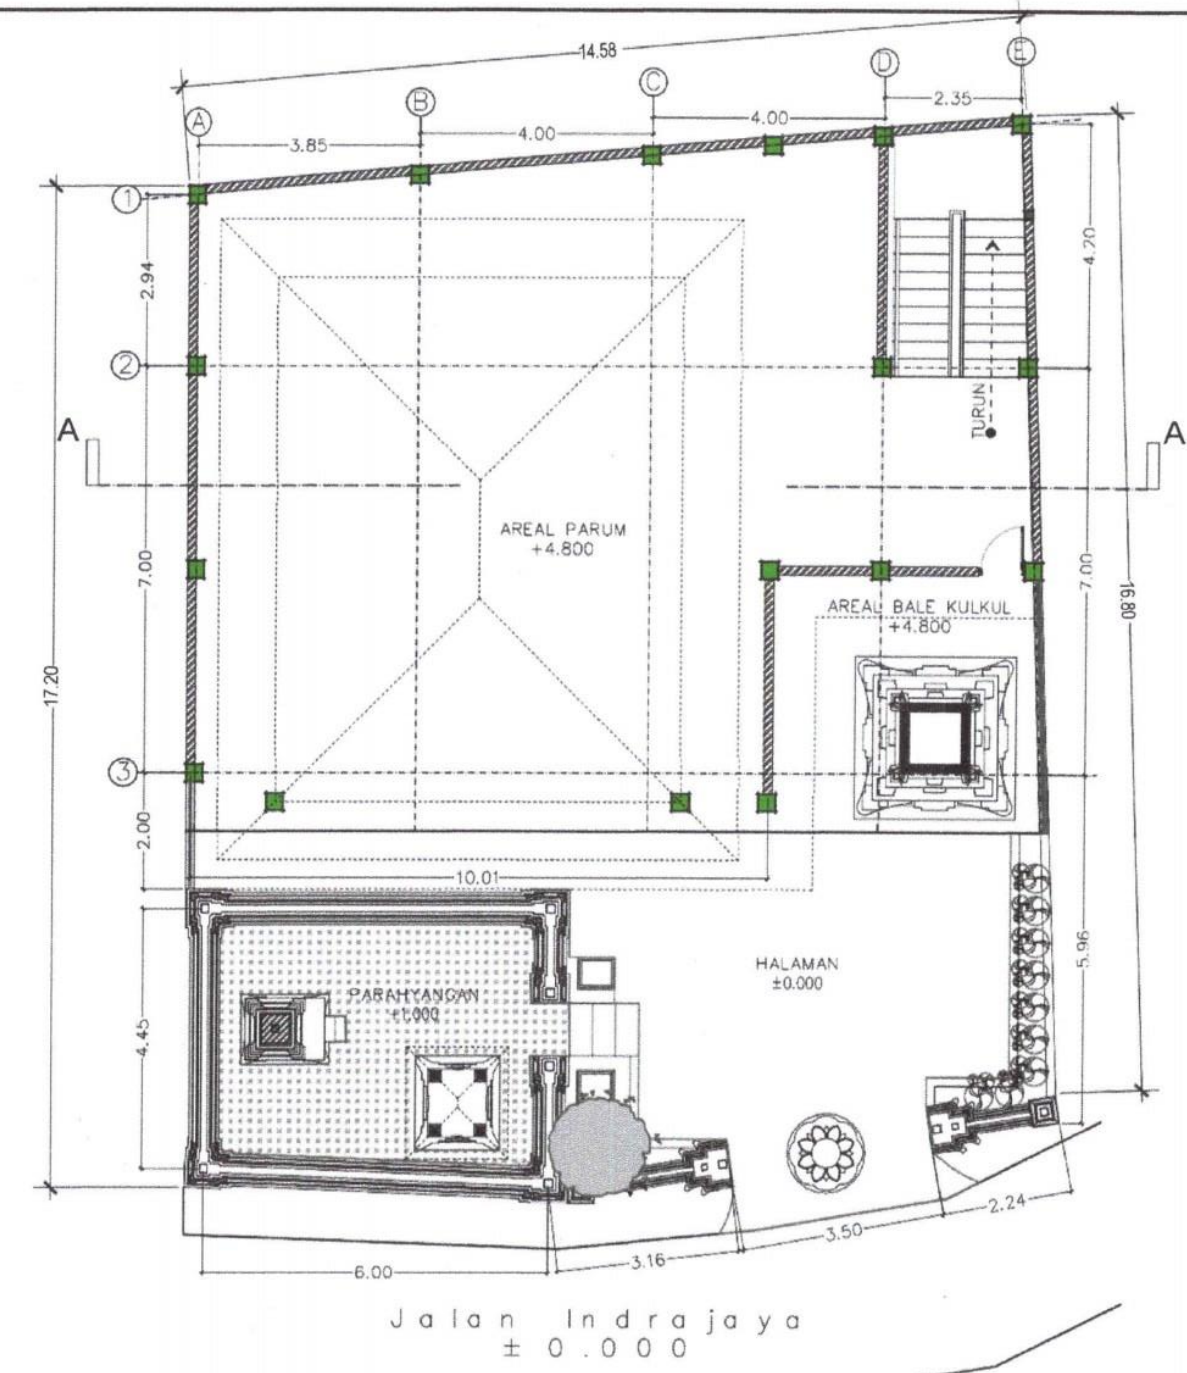 14.58
A
B
C
D
E
3.85
4.00
4.00
2.35
1
2
3
2.94
7.00
2.00
17.20
4.45
4.20
7.00
16.80
5.96
A
A
TURUN
AREAL PARUM
+4.800
AREAL BALE KULKUL
+4.800
10.01
HALAMAN
±0.000
PARAHYANGAN
+1.000
6.00
3.16
3.50
2.24
Jalan Indrajaya
± 0.000